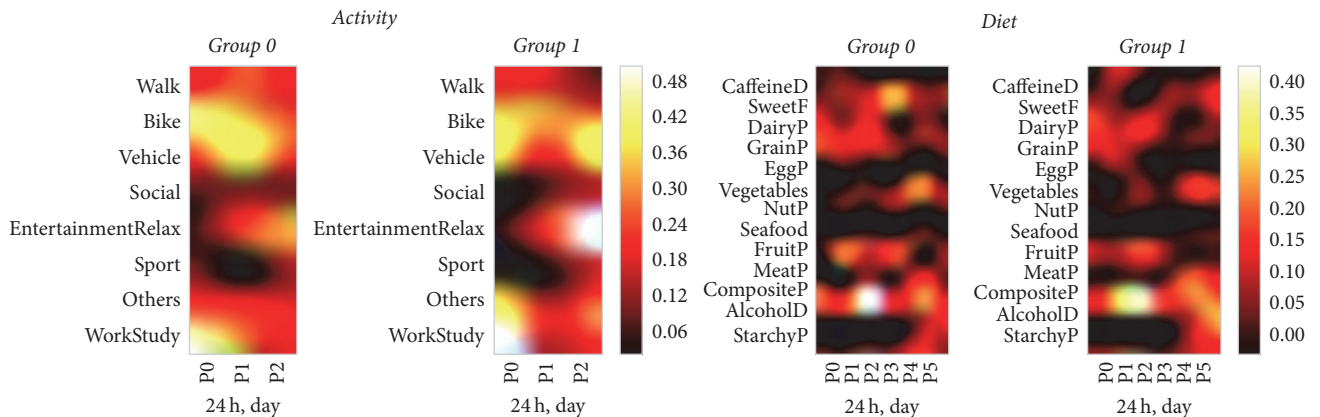 Activity
Group 0
Walk
Bike
Vehicle
Social
EntertainmentRelax
Sport
Others
WorkStudy
P0
P1
P2
24 h, day
Group 1
Walk
Bike
Vehicle
Social
EntertainmentRelax
Sport
Others
WorkStudy
P0
P1
P2
24 h, day
0.48
0.42
0.36
0.30
0.24
0.18
0.12
0.06
Diet
Group 0
CaffeineD
SweetF
DairyP
GrainP
EggP
Vegetables
NutP
Seafood
FruitP
MeatP
CompositeP
AlcoholD
StarchyP
P0
P1
P2
P3
P4
P5
24 h, day
Group 1
CaffeineD
SweetF
DairyP
GrainP
EggP
Vegetables
NutP
Seafood
FruitP
MeatP
CompositeP
AlcoholD
StarchyP
P0
P1
P2
P3
P4
P5
24 h, day
0.40
0.35
0.30
0.25
0.20
0.15
0.10
0.05
0.00